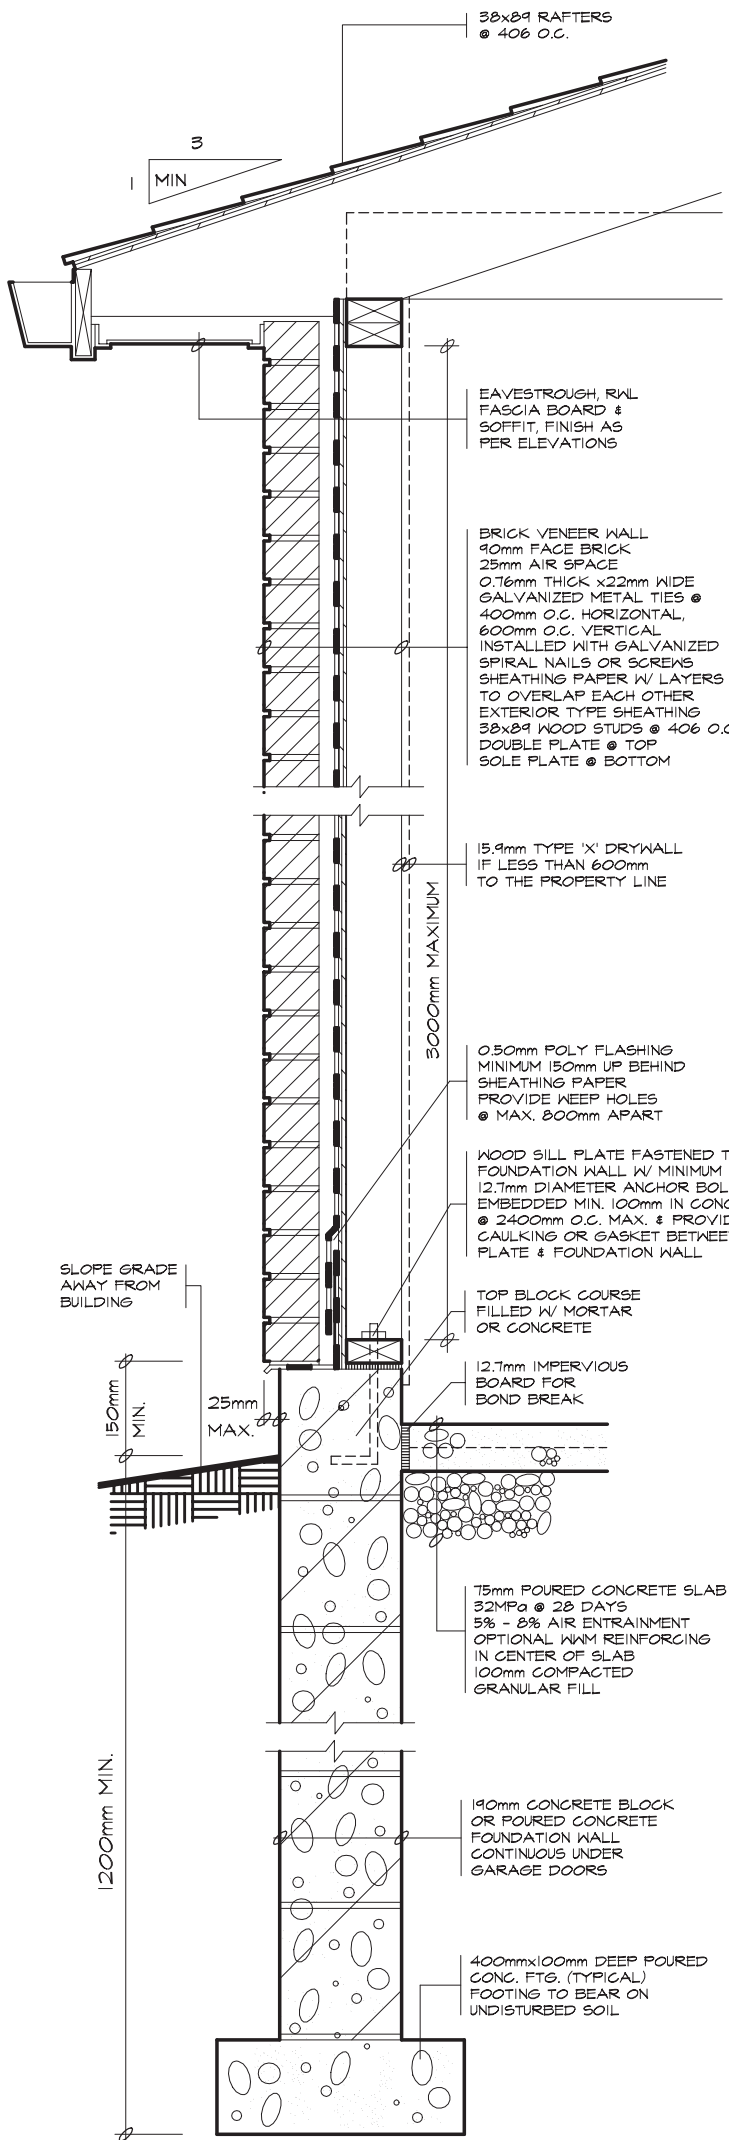 38x89 RAFTERS
@ 406 O.C.
3
1
MIN
EAVESTROUGH, RWL
FASCIA BOARD &
SOFFIT, FINISH AS
PER ELEVATIONS
BRICK VENEER WALL
90mm FACE BRICK
25mm AIR SPACE
0.76mm THICK x22mm WIDE
GALVANIZED METAL TIES @
400mm O.C. HORIZONTAL,
600mm O.C. VERTICAL
INSTALLED WITH GALVANIZED
SPIRAL NAILS OR SCREWS
SHEATHING PAPER W/ LAYERS
TO OVERLAP EACH OTHER
EXTERIOR TYPE SHEATHING
38x89 WOOD STUDS @ 406 O.C
DOUBLE PLATE @ TOP
SOLE PLATE @ BOTTOM
15.9mm TYPE 'X' DRYWALL
IF LESS THAN 600mm
TO THE PROPERTY LINE
3000mm MAXIMUM
0.50mm POLY FLASHING
MINIMUM 150mm UP BEHIND
SHEATHING PAPER
PROVIDE WEEP HOLES
@ MAX. 800mm APART
WOOD SILL PLATE FASTENED T
FOUNDATION WALL W/ MINIMUM
12.7mm DIAMETER ANCHOR BOL
EMBEDDED MIN. 100mm IN CONC
@ 2400mm O.C. MAX. & PROVID
CAULKING OR GASKET BETWEE
PLATE & FOUNDATION WALL
SLOPE GRADE
AWAY FROM
BUILDING
TOP BLOCK COURSE
FILLED W/ MORTAR
OR CONCRETE
150mm
MIN.
25mm
MAX.
12.7mm IMPERVIOUS
BOARD FOR
BOND BREAK
75mm POURED CONCRETE SLAB
32MPa @ 28 DAYS
5% - 8% AIR ENTRAINMENT
OPTIONAL WWM REINFORCING
IN CENTER OF SLAB
100mm COMPACTED
GRANULAR FILL
1200mm MIN.
190mm CONCRETE BLOCK
OR POURED CONCRETE
FOUNDATION WALL
CONTINUOUS UNDER
GARAGE DOORS
400mmx100mm DEEP POURED
CONC. FTG. (TYPICAL)
FOOTING TO BEAR ON
UNDISTURBED SOIL